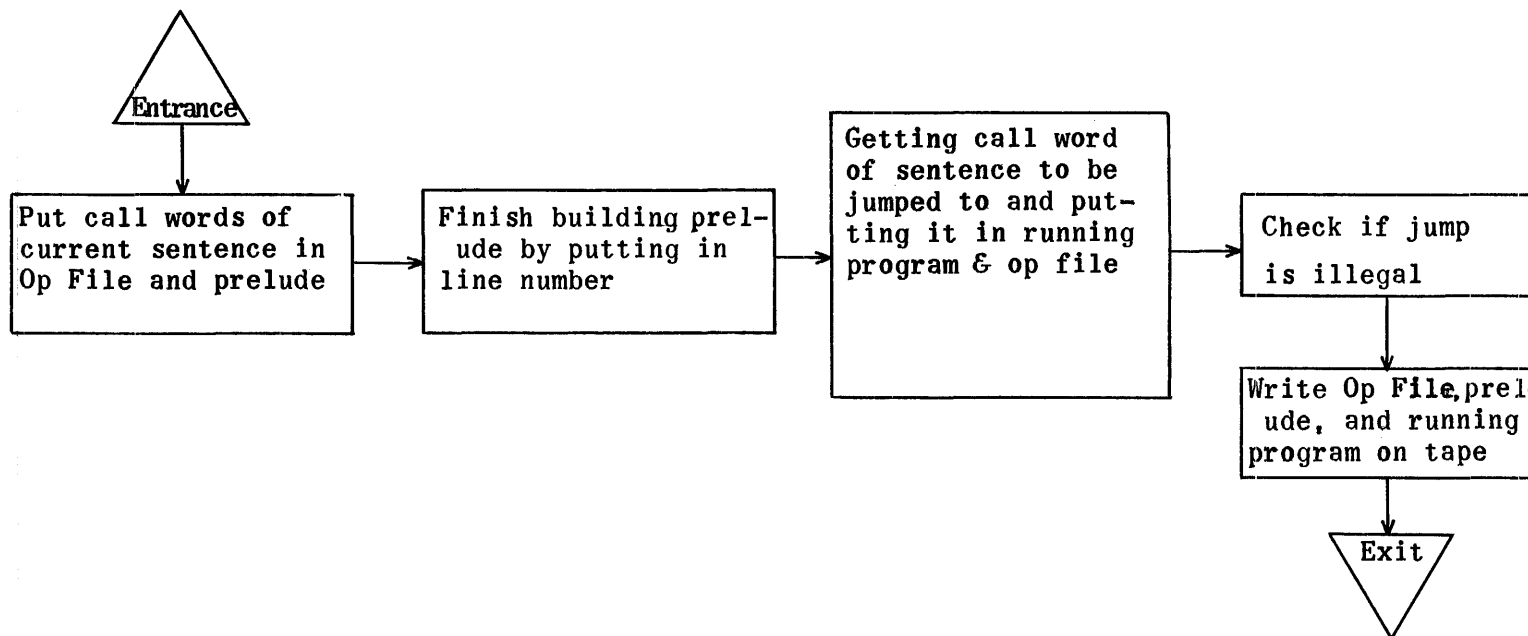 Entrance
Put call words of
current sentence in
Op File and prelude
Finish building prel-
ude by putting in
line number
Getting call word
of sentence to be
jumped to and put-
ting it in running
program & op file
Check if jump
is illegal
Write Op File, prel
ude, and running
program on tape
Exit